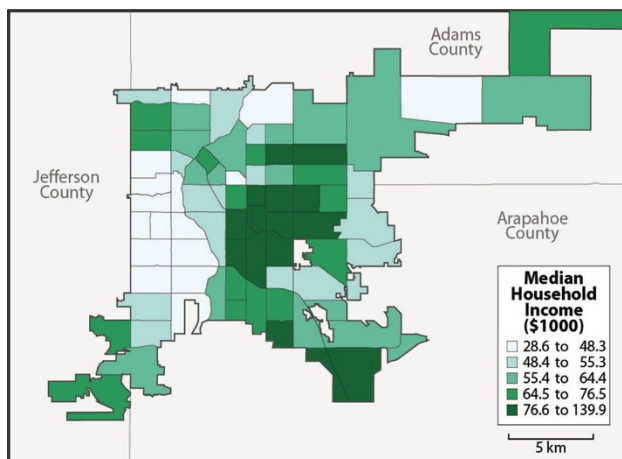 Adams
County
Jefferson
County
Arapahoe
County
Median
Household
Income
($1000)
28.6 to 48.3
48.4 to 55.3
55.4 to 64.4
64.5 to 76.5
76.6 to 139.9
5 km